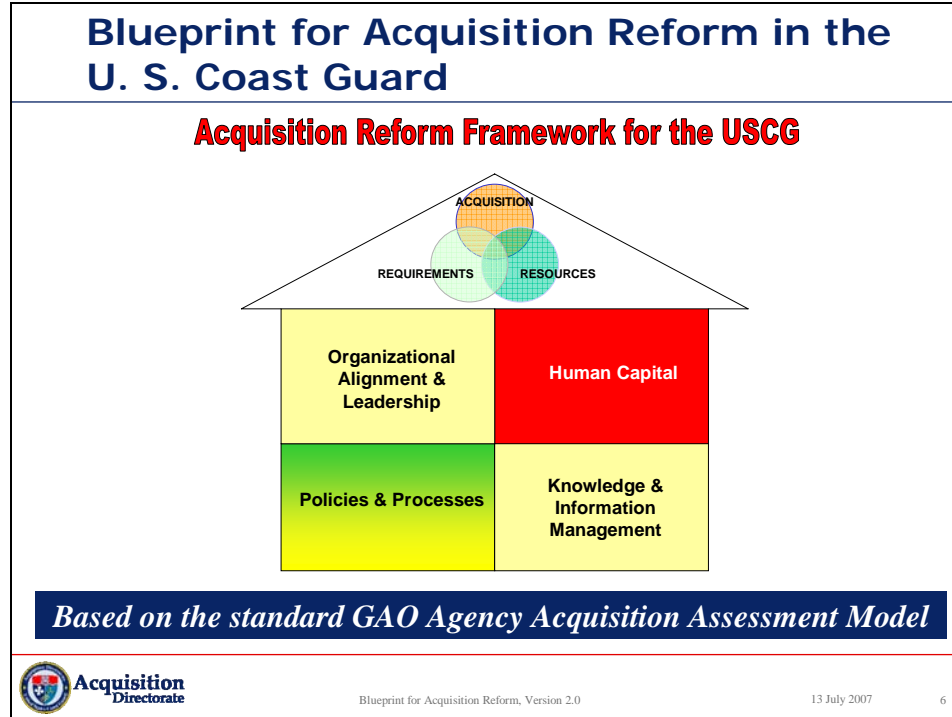 Blueprint for Acquisition Reform in the
U. S. Coast Guard
Acquisition Reform Framework for the USCG
ACQUISITION
REQUIREMENTS
RESOURCES
Organizational
Alignment &
Leadership
Human Capital
Policies & Processes
Knowledge &
Information
Management
Based on the standard GAO Agency Acquisition Assessment Model
Acquisition
Directorate
Blueprint for Acquisition Reform, Version 2.0
13 July 2007
6